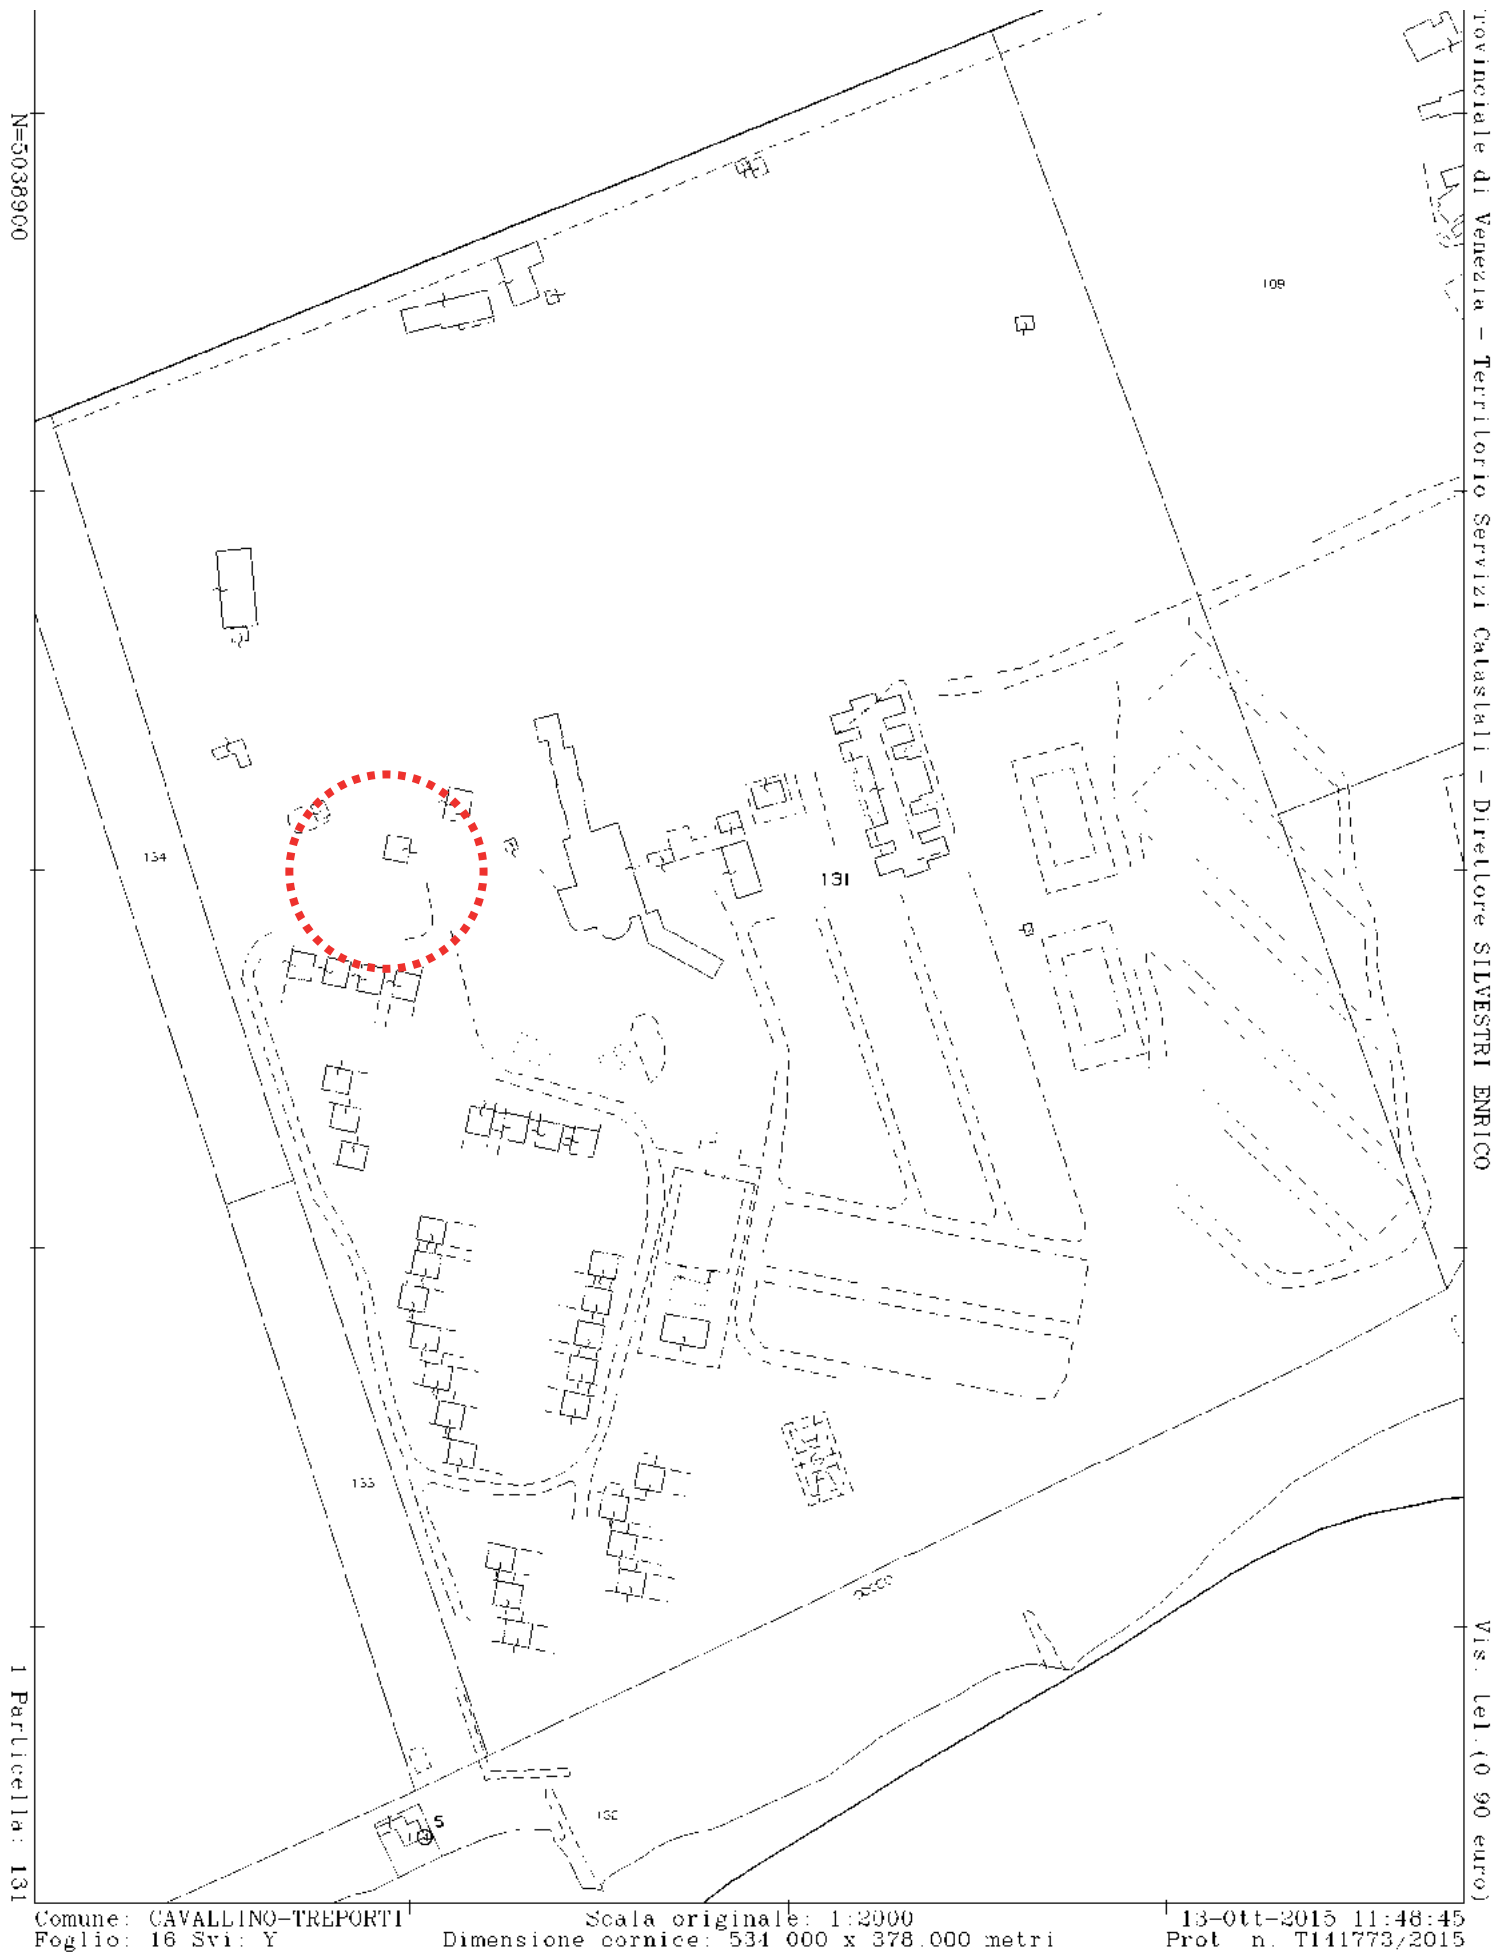 rovinciale di Venezia - Territorio Servizi Catastali - Direttore SILVESTRI ENRICO
Vis. tel. (0.90 euro)
N=5038900
109
134
131
133
132
5
1 Particella: 131
Comune: CAVALLINO-TREPORTI
Foglio: 16 Svi: Y
Scala originale: 1:2000
Dimensione cornice: 534.000 x 378.000 metri
13-Ott-2015 11:48:45
Prot. n. T141773/2015